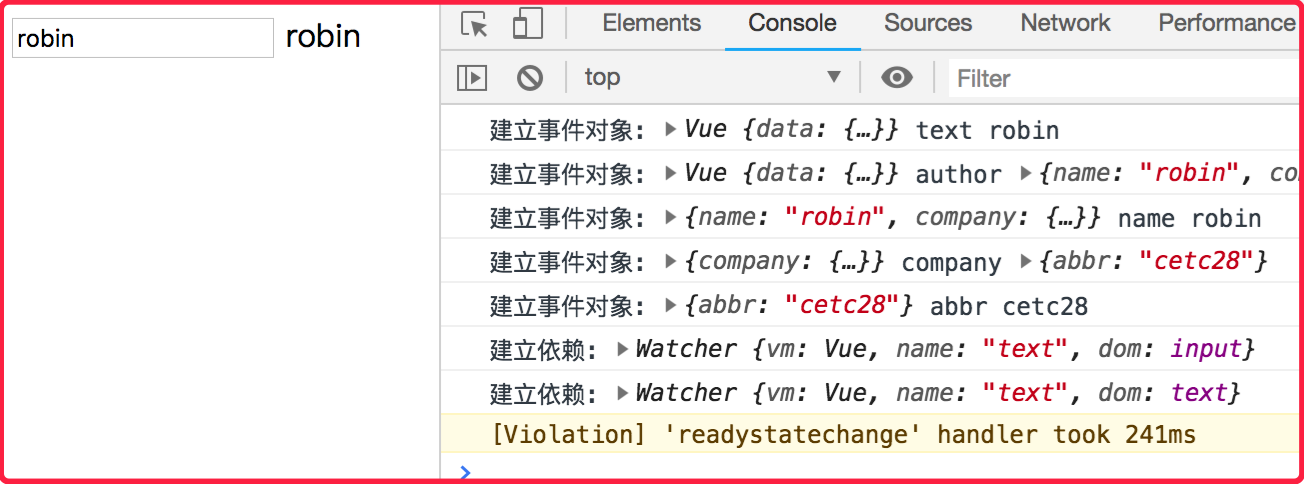 robin robin
Elements Console Sources Network Performance
top Filter
建立事件对象: Vue {data: {…}} text robin
建立事件对象: Vue {data: {…}} author {name: "robin", co
建立事件对象: {name: "robin", company: {…}} name robin
建立事件对象: {company: {…}} company {abbr: "cetc28"}
建立事件对象: {abbr: "cetc28"} abbr cetc28
建立依赖: Watcher {vm: Vue, name: "text", dom: input}
建立依赖: Watcher {vm: Vue, name: "text", dom: text}
[Violation] 'readystatechange' handler took 241ms